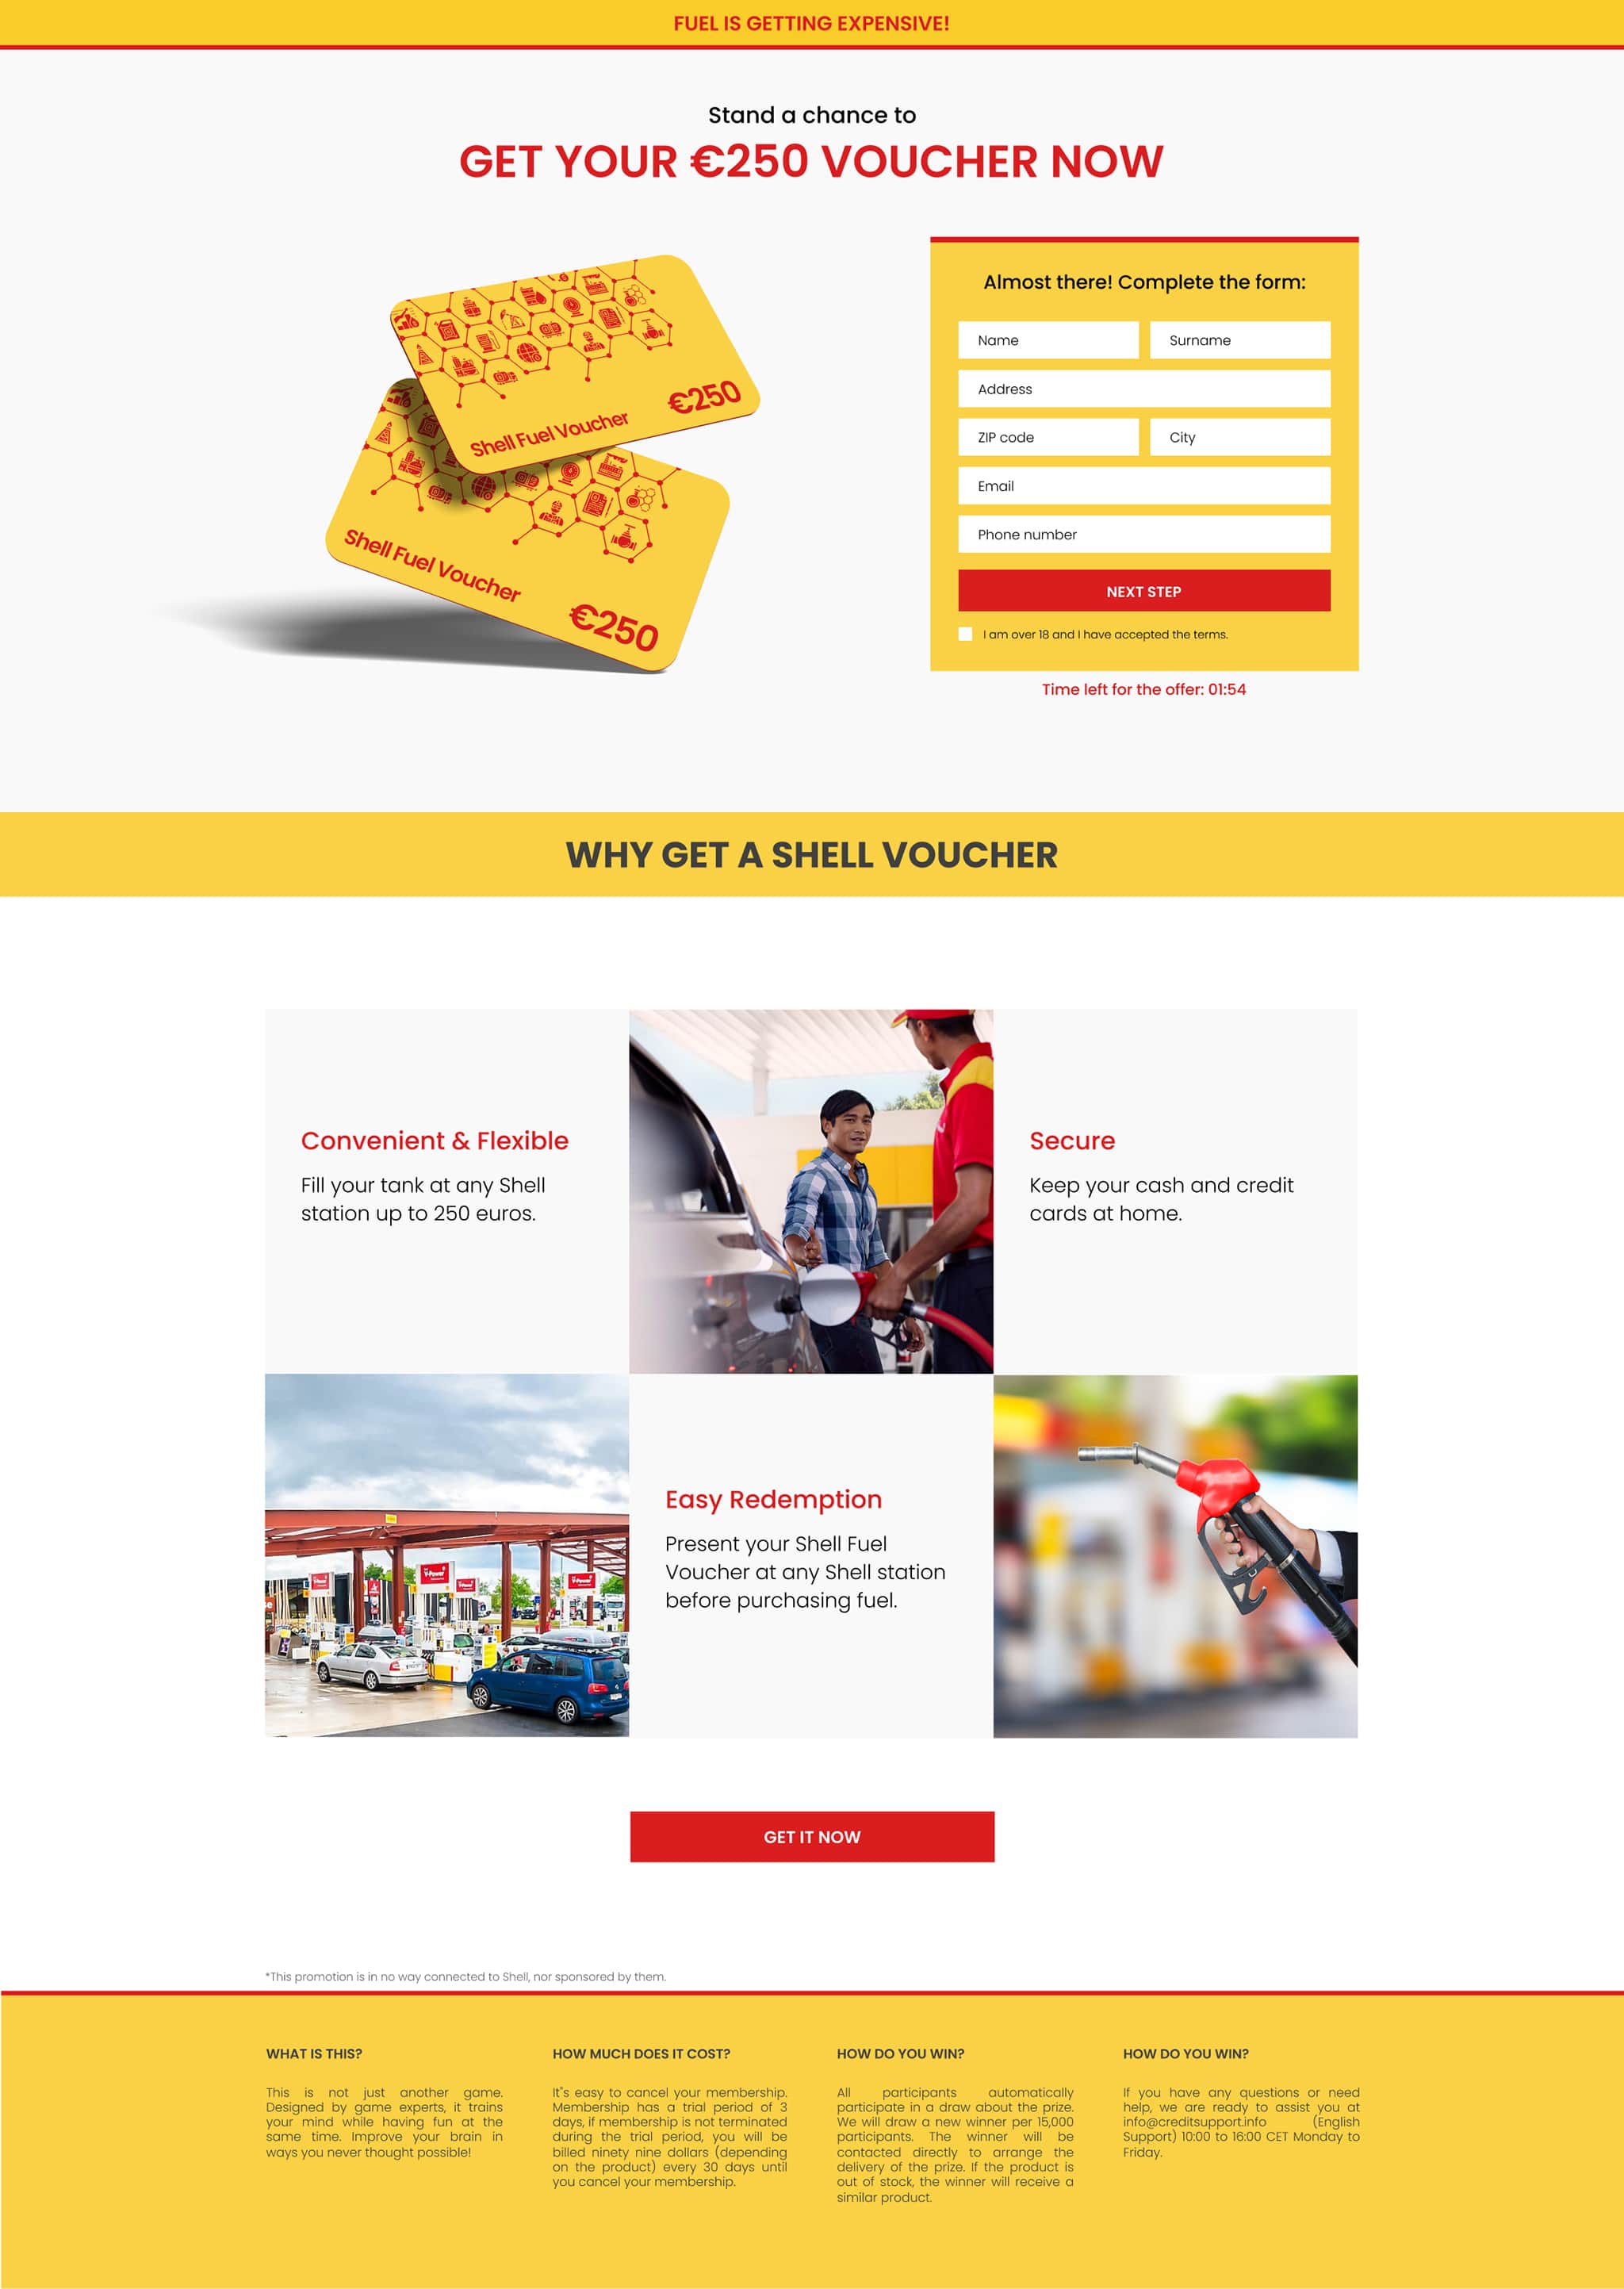 FUEL IS GETTING EXPENSIVE!
Stand a chance to
GET YOUR €250 VOUCHER NOW
Shell Fuel Voucher
€250
Shell Fuel Voucher
€250
Almost there! Complete the form:
Name
Surname
Address
ZIP code
City
Email
Phone number
NEXT STEP
I am over 18 and I have accepted the terms.
Time left for the offer: 01:54
WHY GET A SHELL VOUCHER
Convenient & Flexible
Fill your tank at any Shell
station up to 250 euros.
Secure
Keep your cash and credit
cards at home.
V-Power
V-Power
V-Power
V-Power
Easy Redemption
Present your Shell Fuel
Voucher at any Shell station
before purchasing fuel.
GET IT NOW
*This promotion is in no way connected to Shell, nor sponsored by them.
WHAT IS THIS?
This is not just another game.
Designed by game experts, it trains
your mind while having fun at the
same time. Improve your brain in
ways you never thought possible!
HOW MUCH DOES IT COST?
It's easy to cancel your membership.
Membership has a trial period of 3
days, if membership is not terminated
during the trial period, you will be
billed ninety nine dollars (depending
on the product) every 30 days until
you cancel your membership.
HOW DO YOU WIN?
All participants automatically
participate in a draw about the prize.
We will draw a new winner per 15,000
participants. The winner will be
contacted directly to arrange the
delivery of the prize. If the product is
out of stock, the winner will receive a
similar product.
HOW DO YOU WIN?
If you have any questions or need
help, we are ready to assist you at
info@creditsupport.info (English
Support) 10:00 to 16:00 CET Monday to
Friday.